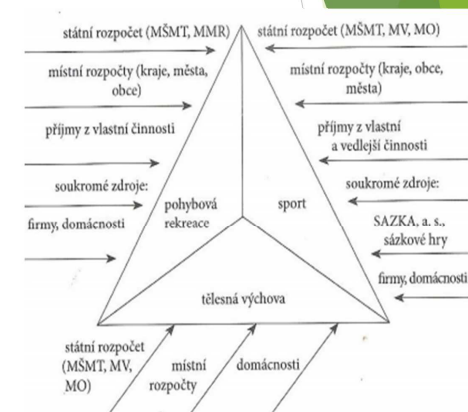 státní rozpočet (MŠMT, MMR)
státní rozpočet (MŠMT, MV, MO)
místní rozpočty (kraje, města,
obce)
místní rozpočty (kraje, obce,
města)
příjmy z vlastní činnosti
příjmy z vlastní
a vedlejší činnosti
soukromé zdroje:
soukromé zdroje:
pohybová
rekreace
sport
firmy, domácnosti
SAZKA, a. s.,
sázkové hry
firmy, domácnosti
tělesná výchova
státní rozpočet
(MŠMT, MV,
MO)
místní
rozpočty
domácnosti